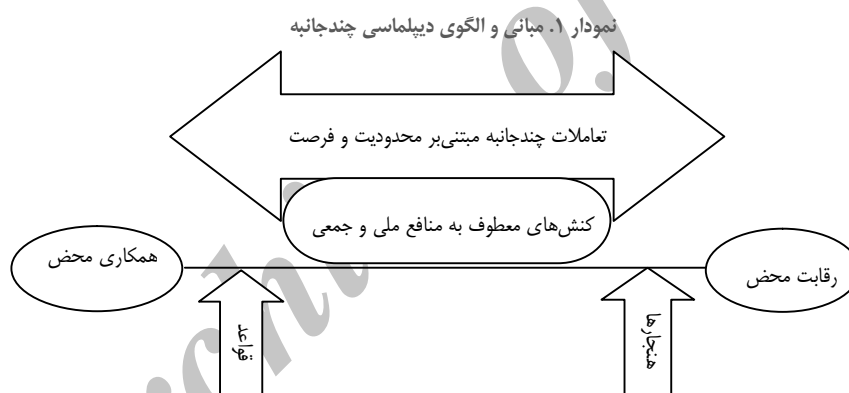 نمودار ۱. مبانی و الگوی دیپلماسی چندجانبه
تعاملات چندجانبه مبتنی‌بر محدودیت و فرصت
کنش‌های معطوف به منافع ملی و جمعی
رقابت محض
همکاری محض
هنجارها
قواعد